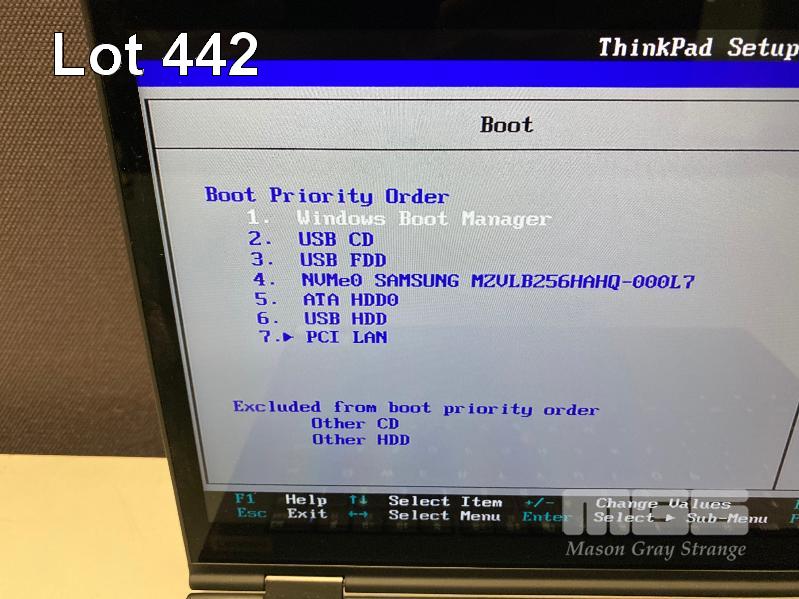 Lot 442
ThinkPad Setup
Boot
Boot Priority Order
1. Windows Boot Manager
2. USB CD
3. USB FDD
4. NVMe0 SAMSUNG MZVLB256HAHQ-000L7
5. ATA HDD0
6. USB HDD
7.▸ PCI LAN
Excluded from boot priority order
Other CD
Other HDD
F1 Help ↑↓ Select Item +/- Change Values
Esc Exit ←→ Select Menu Enter Select ▸ Sub-Menu
MGS
Mason Gray Strange